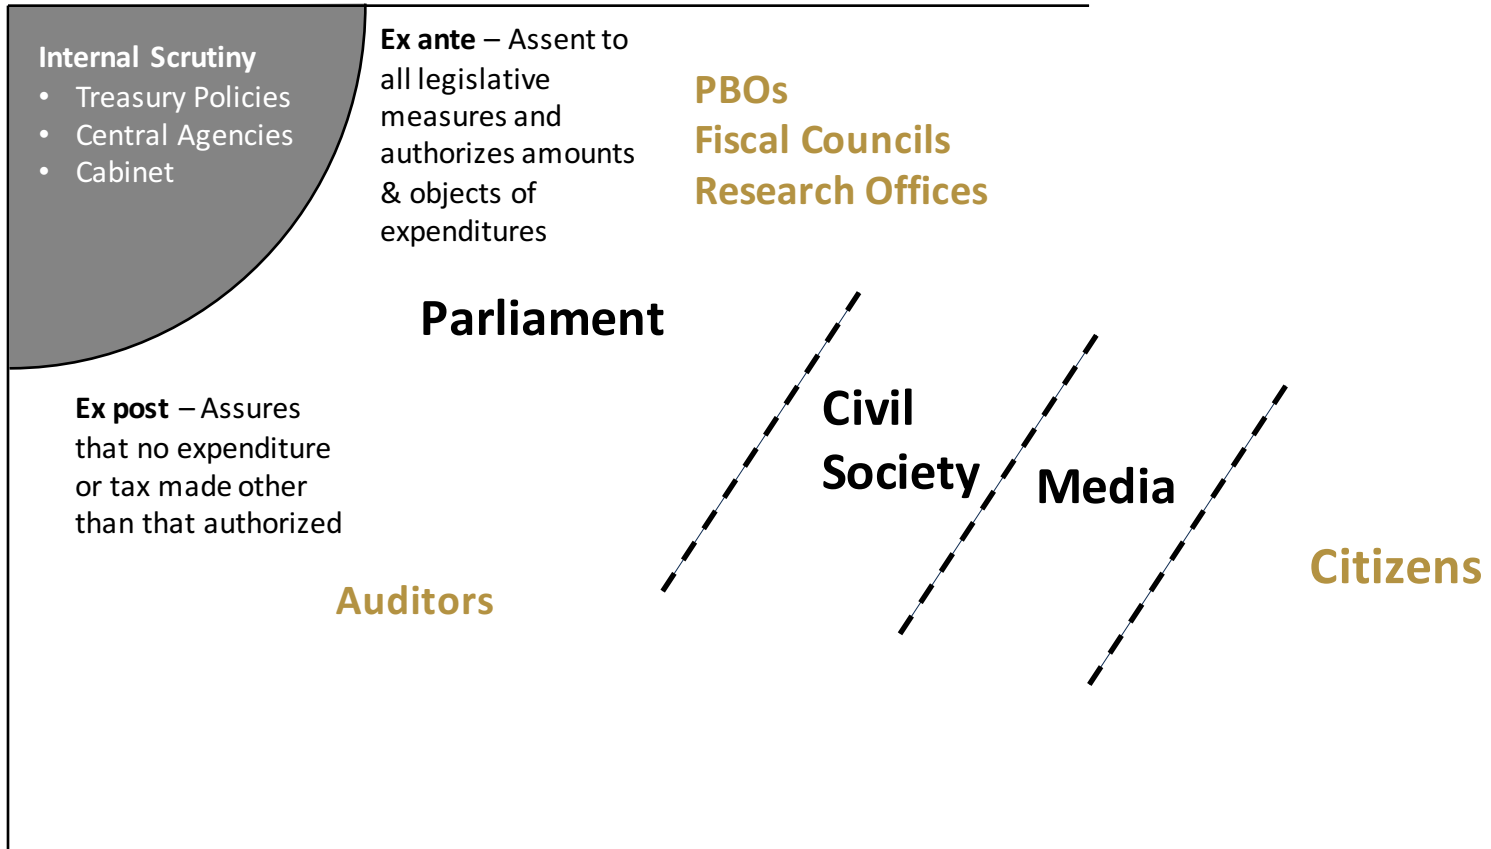 Internal Scrutiny
• Treasury Policies
• Central Agencies
• Cabinet
Ex ante – Assent to
all legislative
measures and
authorizes amounts
& objects of
expenditures
PBOs
Fiscal Councils
Research Offices
Parliament
Ex post – Assures
that no expenditure
or tax made other
than that authorized
Auditors
Civil
Society
Media
Citizens